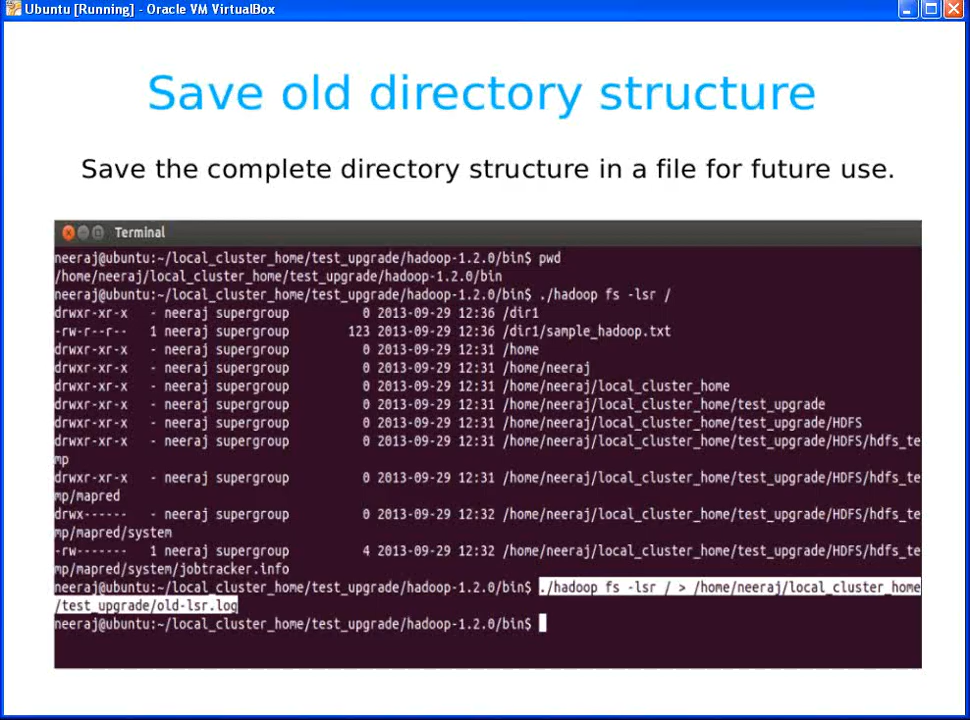 Ubuntu [Running] - Oracle VM VirtualBox
Save old directory structure
Save the complete directory structure in a file for future use.
Terminal
neeraj@ubuntu:~/local_cluster_home/test_upgrade/hadoop-1.2.0/bin$ pwd
/home/neeraj/local_cluster_home/test_upgrade/hadoop-1.2.0/bin
neeraj@ubuntu:~/local_cluster_home/test_upgrade/hadoop-1.2.0/bin$ ./hadoop fs -lsr /
drwxr-xr-x   - neeraj supergroup          0 2013-09-29 12:36 /dir1
-rw-r--r--   1 neeraj supergroup        123 2013-09-29 12:36 /dir1/sample_hadoop.txt
drwxr-xr-x   - neeraj supergroup          0 2013-09-29 12:31 /home
drwxr-xr-x   - neeraj supergroup          0 2013-09-29 12:31 /home/neeraj
drwxr-xr-x   - neeraj supergroup          0 2013-09-29 12:31 /home/neeraj/local_cluster_home
drwxr-xr-x   - neeraj supergroup          0 2013-09-29 12:31 /home/neeraj/local_cluster_home/test_upgrade
drwxr-xr-x   - neeraj supergroup          0 2013-09-29 12:31 /home/neeraj/local_cluster_home/test_upgrade/HDFS
drwxr-xr-x   - neeraj supergroup          0 2013-09-29 12:31 /home/neeraj/local_cluster_home/test_upgrade/HDFS/hdfs_te
mp
drwxr-xr-x   - neeraj supergroup          0 2013-09-29 12:31 /home/neeraj/local_cluster_home/test_upgrade/HDFS/hdfs_te
mp/mapred
drwx------   - neeraj supergroup          0 2013-09-29 12:32 /home/neeraj/local_cluster_home/test_upgrade/HDFS/hdfs_te
mp/mapred/system
-rw-------   1 neeraj supergroup          4 2013-09-29 12:32 /home/neeraj/local_cluster_home/test_upgrade/HDFS/hdfs_te
mp/mapred/system/jobtracker.info
neeraj@ubuntu:~/local_cluster_home/test_upgrade/hadoop-1.2.0/bin$ ./hadoop fs -lsr / > /home/neeraj/local_cluster_home
/test_upgrade/old-lsr.log
neeraj@ubuntu:~/local_cluster_home/test_upgrade/hadoop-1.2.0/bin$